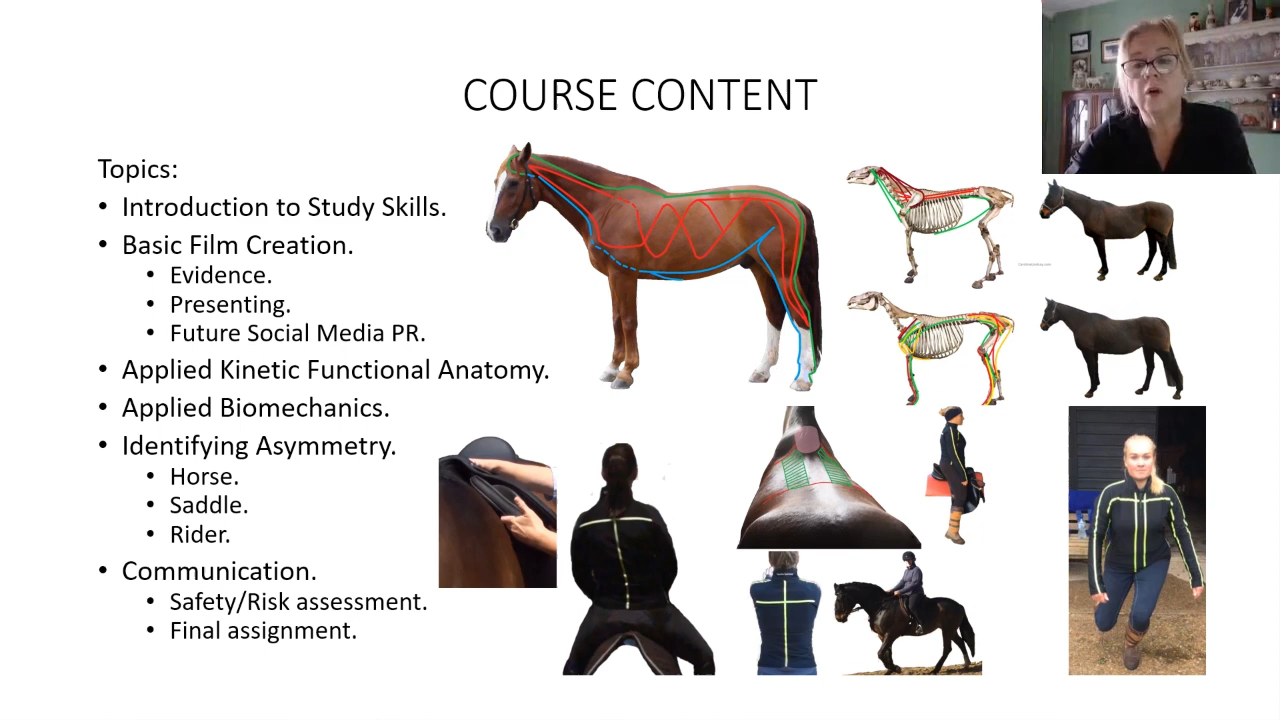 COURSE CONTENT
Topics:
• Introduction to Study Skills.
• Basic Film Creation.
• Evidence.
• Presenting.
• Future Social Media PR.
• Applied Kinetic Functional Anatomy.
• Applied Biomechanics.
• Identifying Asymmetry.
• Horse.
• Saddle.
• Rider.
• Communication.
• Safety/Risk assessment.
• Final assignment.